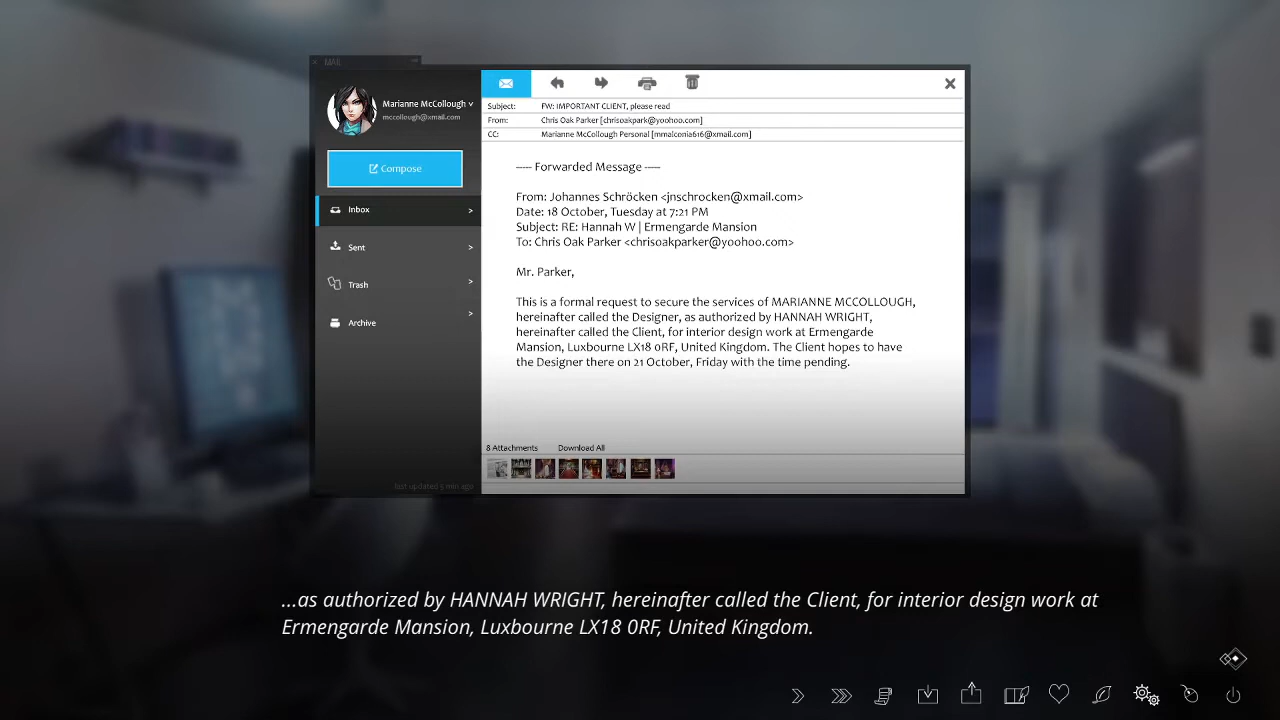 MAIL
Marianne McCollough v
mccollough@xmail.com
Compose
Inbox >
Sent >
Trash >
Archive >
last updated 5 min ago
Subject: FW: IMPORTANT CLIENT, please read
From: Chris Oak Parker [chrisoakpark@yoohoo.com]
CC: Marianne McCollough Personal [mmalconia616@xmail.com]
----- Forwarded Message -----
From: Johannes Schröcken <jnschrocken@xmail.com>
Date: 18 October, Tuesday at 7:21 PM
Subject: RE: Hannah W | Ermengarde Mansion
To: Chris Oak Parker <chrisoakparker@yoohoo.com>
Mr. Parker,
This is a formal request to secure the services of MARIANNE MCCOLLOUGH,
hereinafter called the Designer, as authorized by HANNAH WRIGHT,
hereinafter called the Client, for interior design work at Ermengarde
Mansion, Luxbourne LX18 0RF, United Kingdom. The Client hopes to have
the Designer there on 21 October, Friday with the time pending.
8 Attachments Download All
...as authorized by HANNAH WRIGHT, hereinafter called the Client, for interior design work at
Ermengarde Mansion, Luxbourne LX18 0RF, United Kingdom.